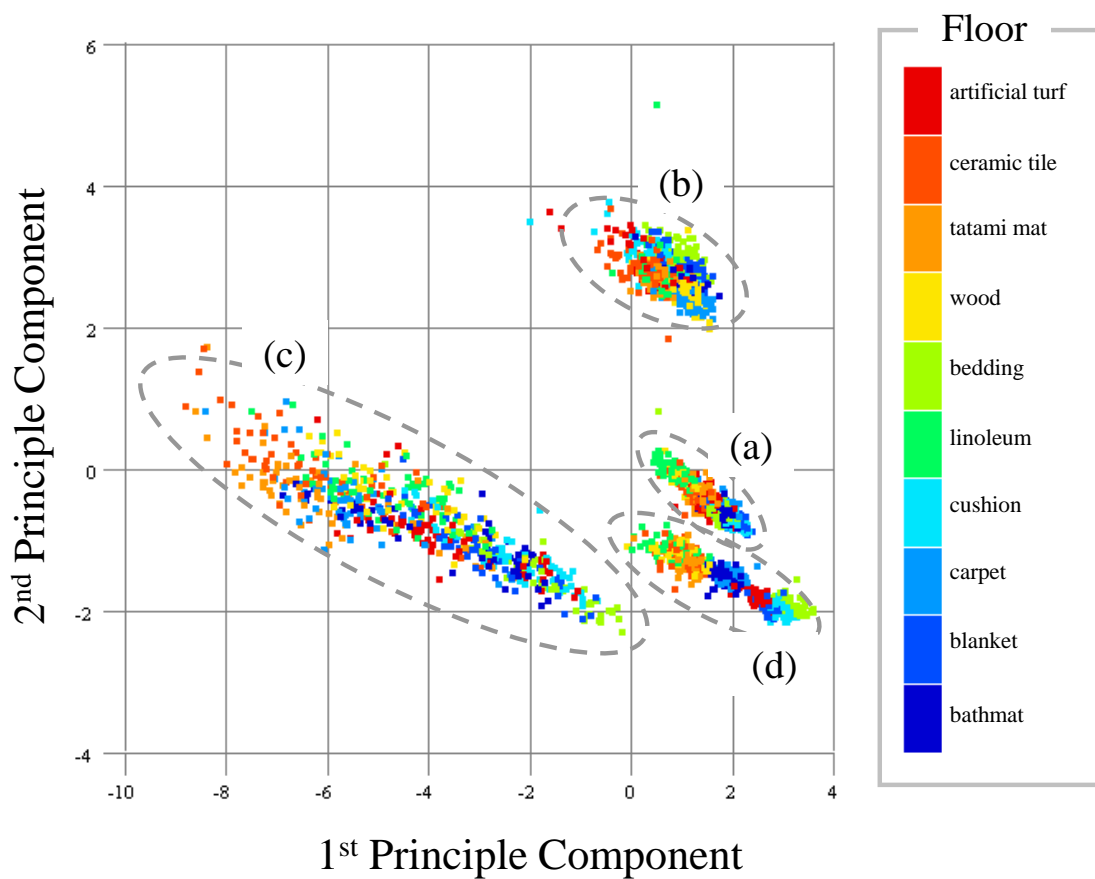 Floor
artificial turf
ceramic tile
tatami mat
wood
bedding
linoleum
cushion
carpet
blanket
bathmat
6
4
2
0
-2
-4
-10
-8
-6
-4
-2
0
2
4
(b)
(c)
(a)
(d)
2nd Principle Component
1st Principle Component